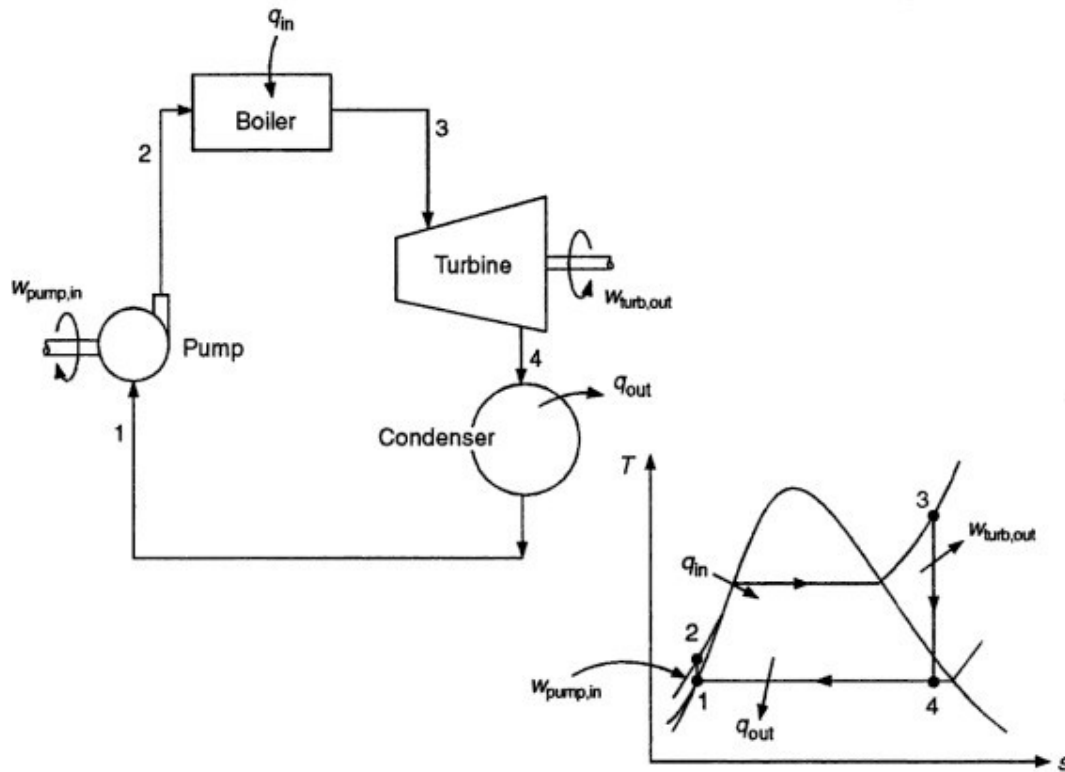 q_in
Boiler
2
3
Turbine
w_pump,in
w_turb,out
Pump
4
q_out
1
Condenser
T
3
w_turb,out
q_in
2
w_pump,in
1
4
q_out
s